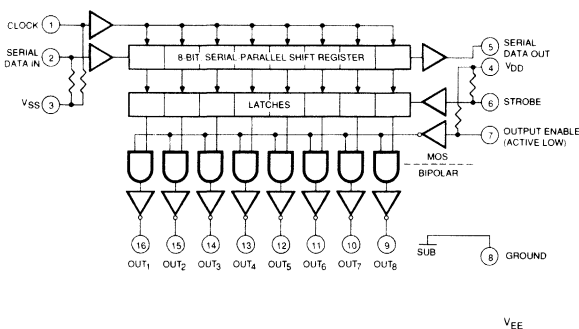 CLOCK 1
SERIAL DATA IN 2
VSS 3
8-BIT SERIAL PARALLEL SHIFT REGISTER
LATCHES
5 SERIAL DATA OUT
4 VDD
6 STROBE
7 (OUTPUT ENABLE (ACTIVE LOW)
MOS
BIPOLAR
16 15 14 13 12 11 10 9
OUT1 OUT2 OUT3 OUT4 OUT5 OUT6 OUT7 OUT8
SUB
8 GROUND
VEE